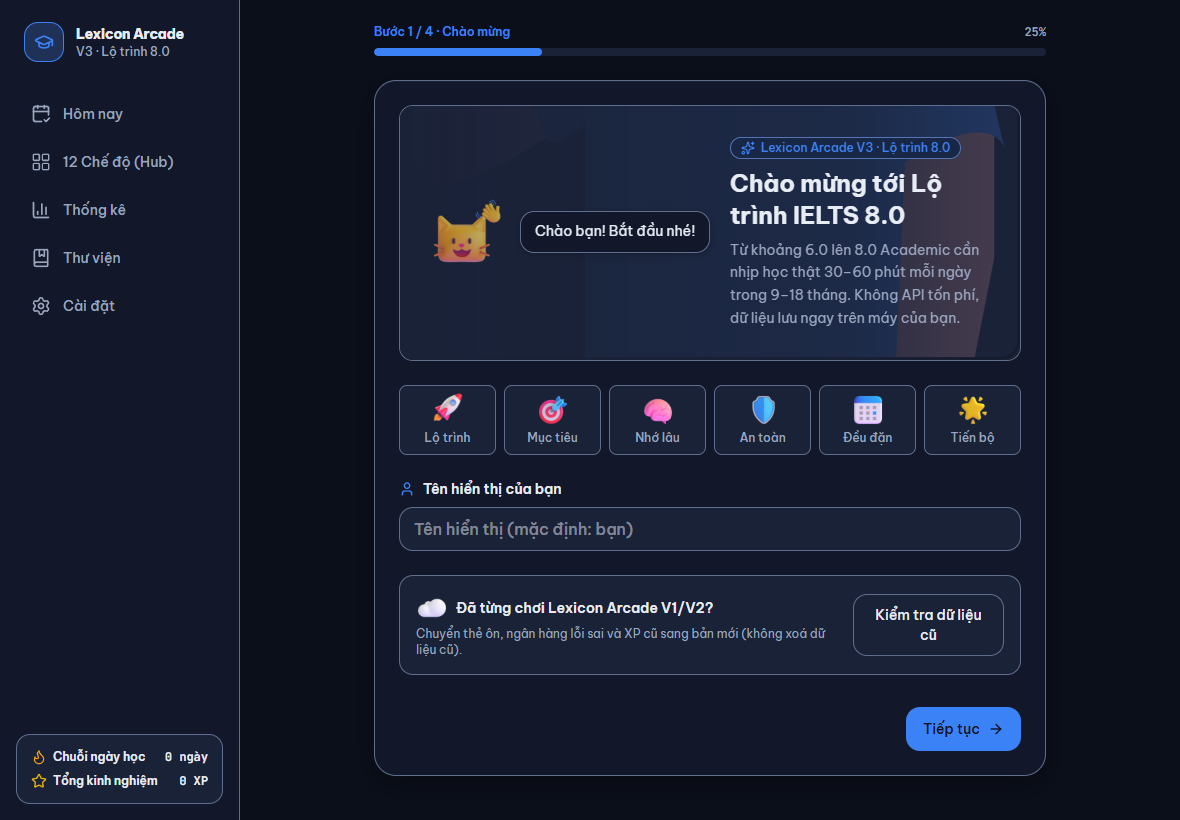 Lexicon Arcade
V3 · Lộ trình 8.0
Hôm nay
12 Chế độ (Hub)
Thống kê
Thư viện
Cài đặt
Chuỗi ngày học 0 ngày
Tổng kinh nghiệm 0 XP
Bước 1 / 4 · Chào mừng 25%
Chào bạn! Bắt đầu nhé!
Lexicon Arcade V3 · Lộ trình 8.0
Chào mừng tới Lộ
trình IELTS 8.0
Từ khoảng 6.0 lên 8.0 Academic cần
nhịp học thật 30–60 phút mỗi ngày
trong 9–18 tháng. Không API tốn phí,
dữ liệu lưu ngay trên máy của bạn.
Lộ trình
Mục tiêu
Nhớ lâu
An toàn
Đều đặn
Tiến bộ
Tên hiển thị của bạn
Tên hiển thị (mặc định: bạn)
Đã từng chơi Lexicon Arcade V1/V2?
Chuyển thẻ ôn, ngân hàng lỗi sai và XP cũ sang bản mới (không xoá dữ
liệu cũ).
Kiểm tra dữ liệu
cũ
Tiếp tục